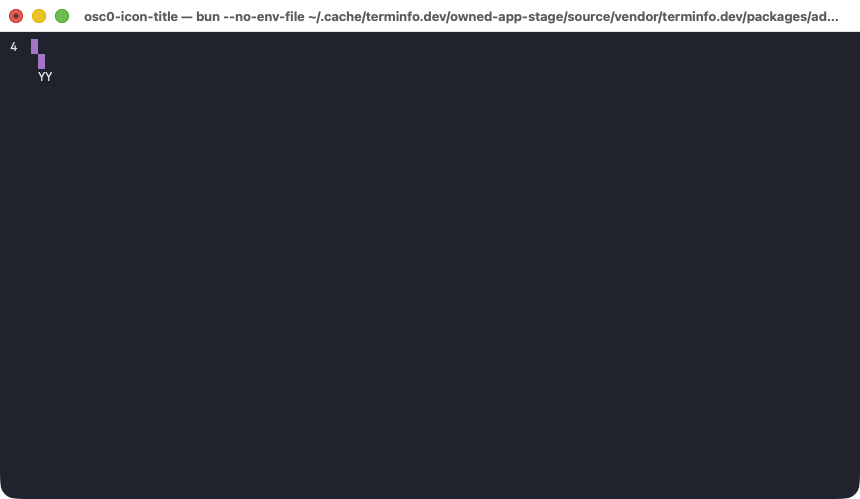 osc0-icon-title — bun --no-env-file ~/.cache/terminfo.dev/owned-app-stage/source/vendor/terminfo.dev/packages/ad...
4
YY